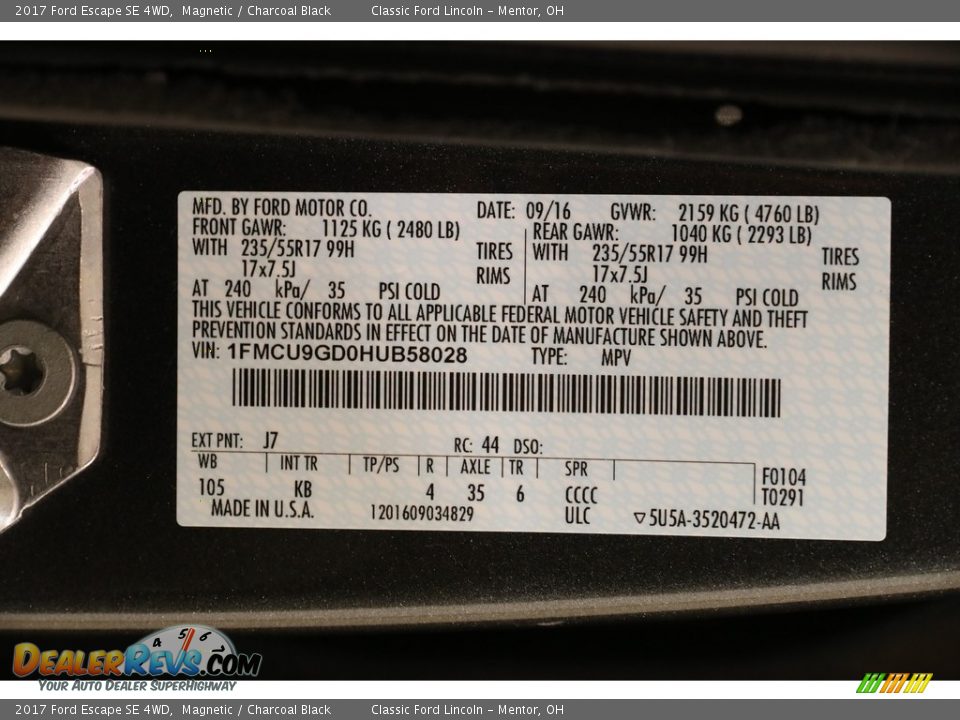 2017 Ford Escape SE 4WD, Magnetic / Charcoal Black Classic Ford Lincoln - Mentor, OH
MFD. BY FORD MOTOR CO. DATE: 09/16 GVWR: 2159 KG ( 4760 LB)
FRONT GAWR: 1125 KG ( 2480 LB) REAR GAWR: 1040 KG ( 2293 LB)
WITH 235/55R17 99H TIRES WITH 235/55R17 99H TIRES
17x7.5J RIMS 17x7.5J RIMS
AT 240 kPa/ 35 PSI COLD AT 240 kPa/ 35 PSI COLD
THIS VEHICLE CONFORMS TO ALL APPLICABLE FEDERAL MOTOR VEHICLE SAFETY AND THEFT
PREVENTION STANDARDS IN EFFECT ON THE DATE OF MANUFACTURE SHOWN ABOVE.
VIN: 1FMCU9GD0HUB58028 TYPE: MPV
EXT PNT: J7 RC: 44 DSO:
WB INT TR TP/PS R AXLE TR SPR F0104
105 KB 4 35 6 CCCC T0291
MADE IN U.S.A. 1201609034829 ULC ▽5U5A-3520472-AA
4 5 6
DEALERREVS.COM
YOUR AUTO DEALER SUPERHIGHWAY
2017 Ford Escape SE 4WD, Magnetic / Charcoal Black Classic Ford Lincoln - Mentor, OH